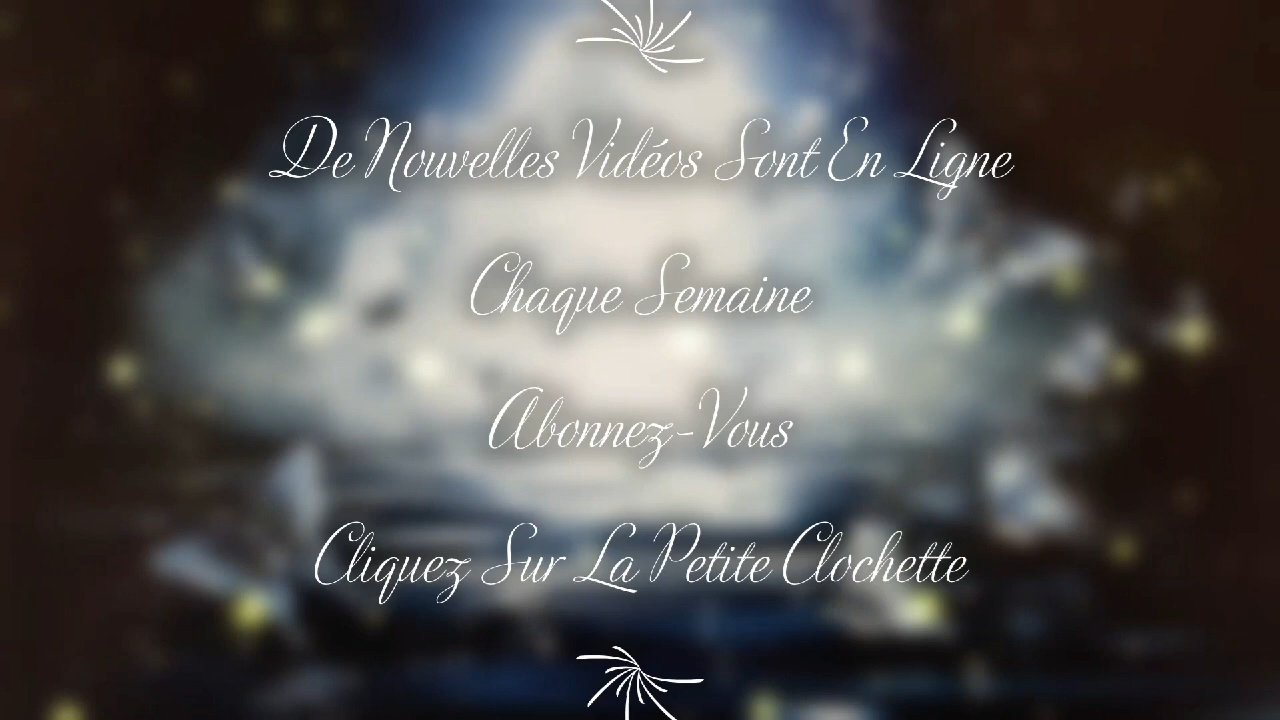 De Nouvelles Vidéos Sont En Ligne
Chaque Semaine
Abonnez-Vous
Cliquez Sur La Petite Clochette